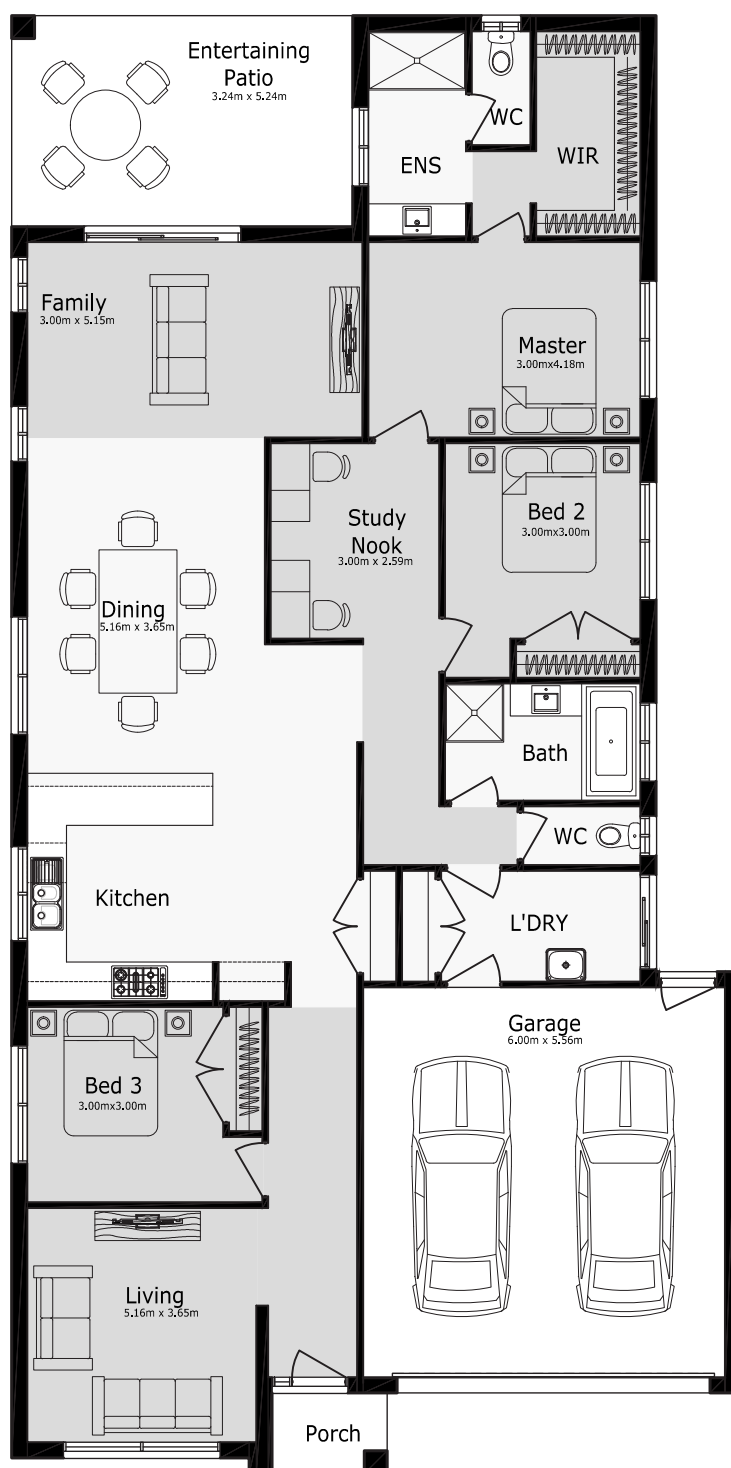 Entertaining
Patio
3.24m x 5.24m
WC
ENS
WIR
Family
3.00m x 5.15m
Master
3.00mx4.18m
Study
Nook
3.00m x 2.59m
Bed 2
3.00mx3.00m
Dining
5.16m x 3.65m
Bath
WC
Kitchen
L'DRY
Garage
6.00m x 5.56m
Bed 3
3.00mx3.00m
Living
5.16m x 3.65m
Porch